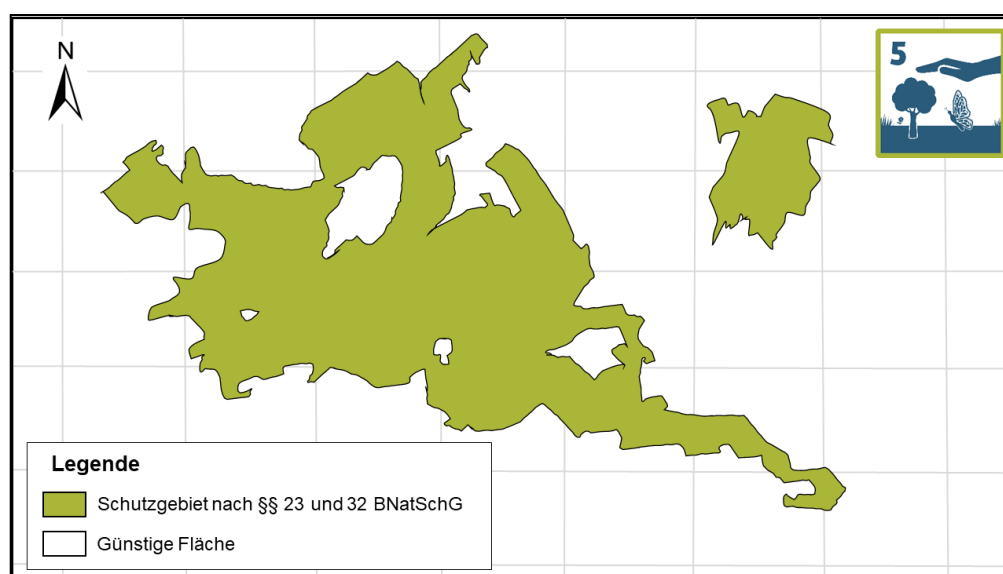 N
5
Legende
Schutzgebiet nach §§ 23 und 32 BNatSchG
Günstige Fläche